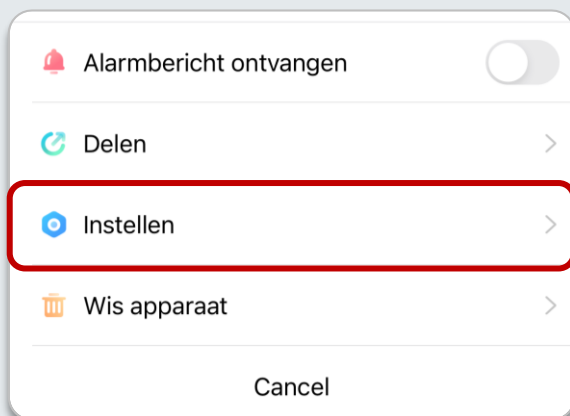 Alarmbericht ontvangen
Delen
Instellen
Wis apparaat
Cancel